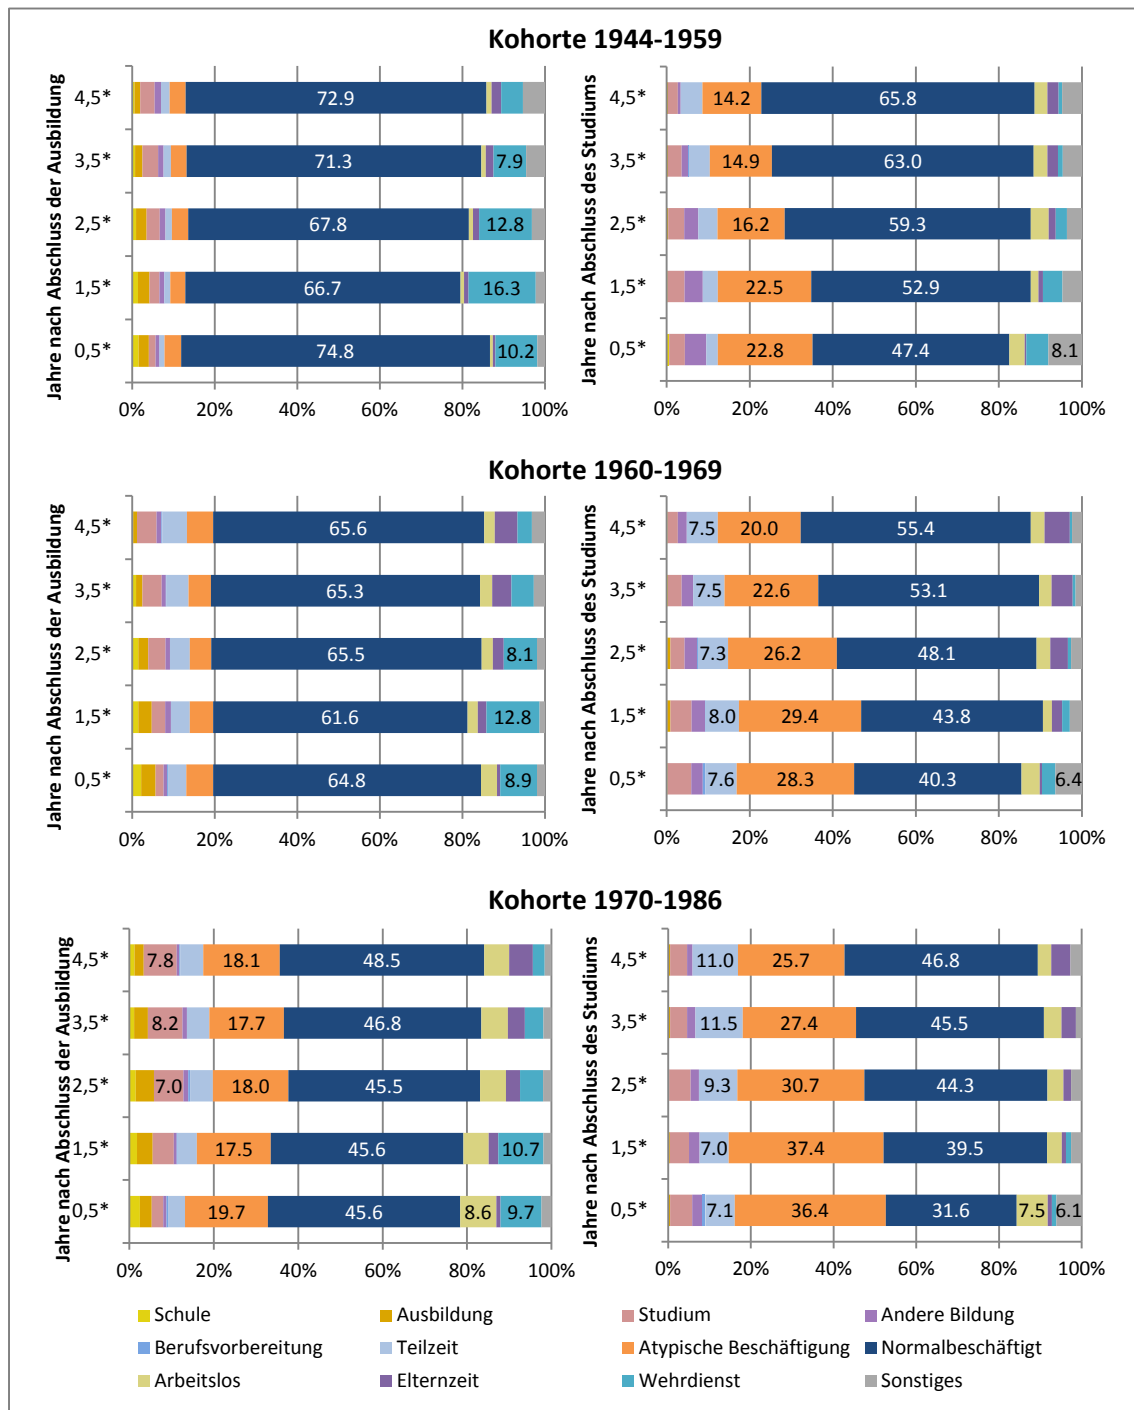 Kohorte 1944-1959
Jahre nach Abschluss der Ausbildung
4,5* 72.9
3,5* 71.3 7.9
2,5* 67.8 12.8
1,5* 66.7 16.3
0,5* 74.8 10.2
0% 20% 40% 60% 80% 100%
Jahre nach Abschluss des Studiums
4,5* 14.2 65.8
3,5* 14.9 63.0
2,5* 16.2 59.3
1,5* 22.5 52.9
0,5* 22.8 47.4 8.1
0% 20% 40% 60% 80% 100%
Kohorte 1960-1969
Jahre nach Abschluss der Ausbildung
4,5* 65.6
3,5* 65.3
2,5* 65.5 8.1
1,5* 61.6 12.8
0,5* 64.8 8.9
0% 20% 40% 60% 80% 100%
Jahre nach Abschluss des Studiums
4,5* 7.5 20.0 55.4
3,5* 7.5 22.6 53.1
2,5* 7.3 26.2 48.1
1,5* 8.0 29.4 43.8
0,5* 7.6 28.3 40.3 6.4
0% 20% 40% 60% 80% 100%
Kohorte 1970-1986
Jahre nach Abschluss der Ausbildung
4,5* 7.8 18.1 48.5
3,5* 8.2 17.7 46.8
2,5* 7.0 18.0 45.5
1,5* 17.5 45.6 10.7
0,5* 19.7 45.6 8.6 9.7
0% 20% 40% 60% 80% 100%
Jahre nach Abschluss des Studiums
4,5* 11.0 25.7 46.8
3,5* 11.5 27.4 45.5
2,5* 9.3 30.7 44.3
1,5* 7.0 37.4 39.5
0,5* 7.1 36.4 31.6 7.5 6.1
0% 20% 40% 60% 80% 100%
Schule Ausbildung Studium Andere Bildung
Berufsvorbereitung Teilzeit Atypische Beschäftigung Normalbeschäftigt
Arbeitslos Elternzeit Wehrdienst Sonstiges